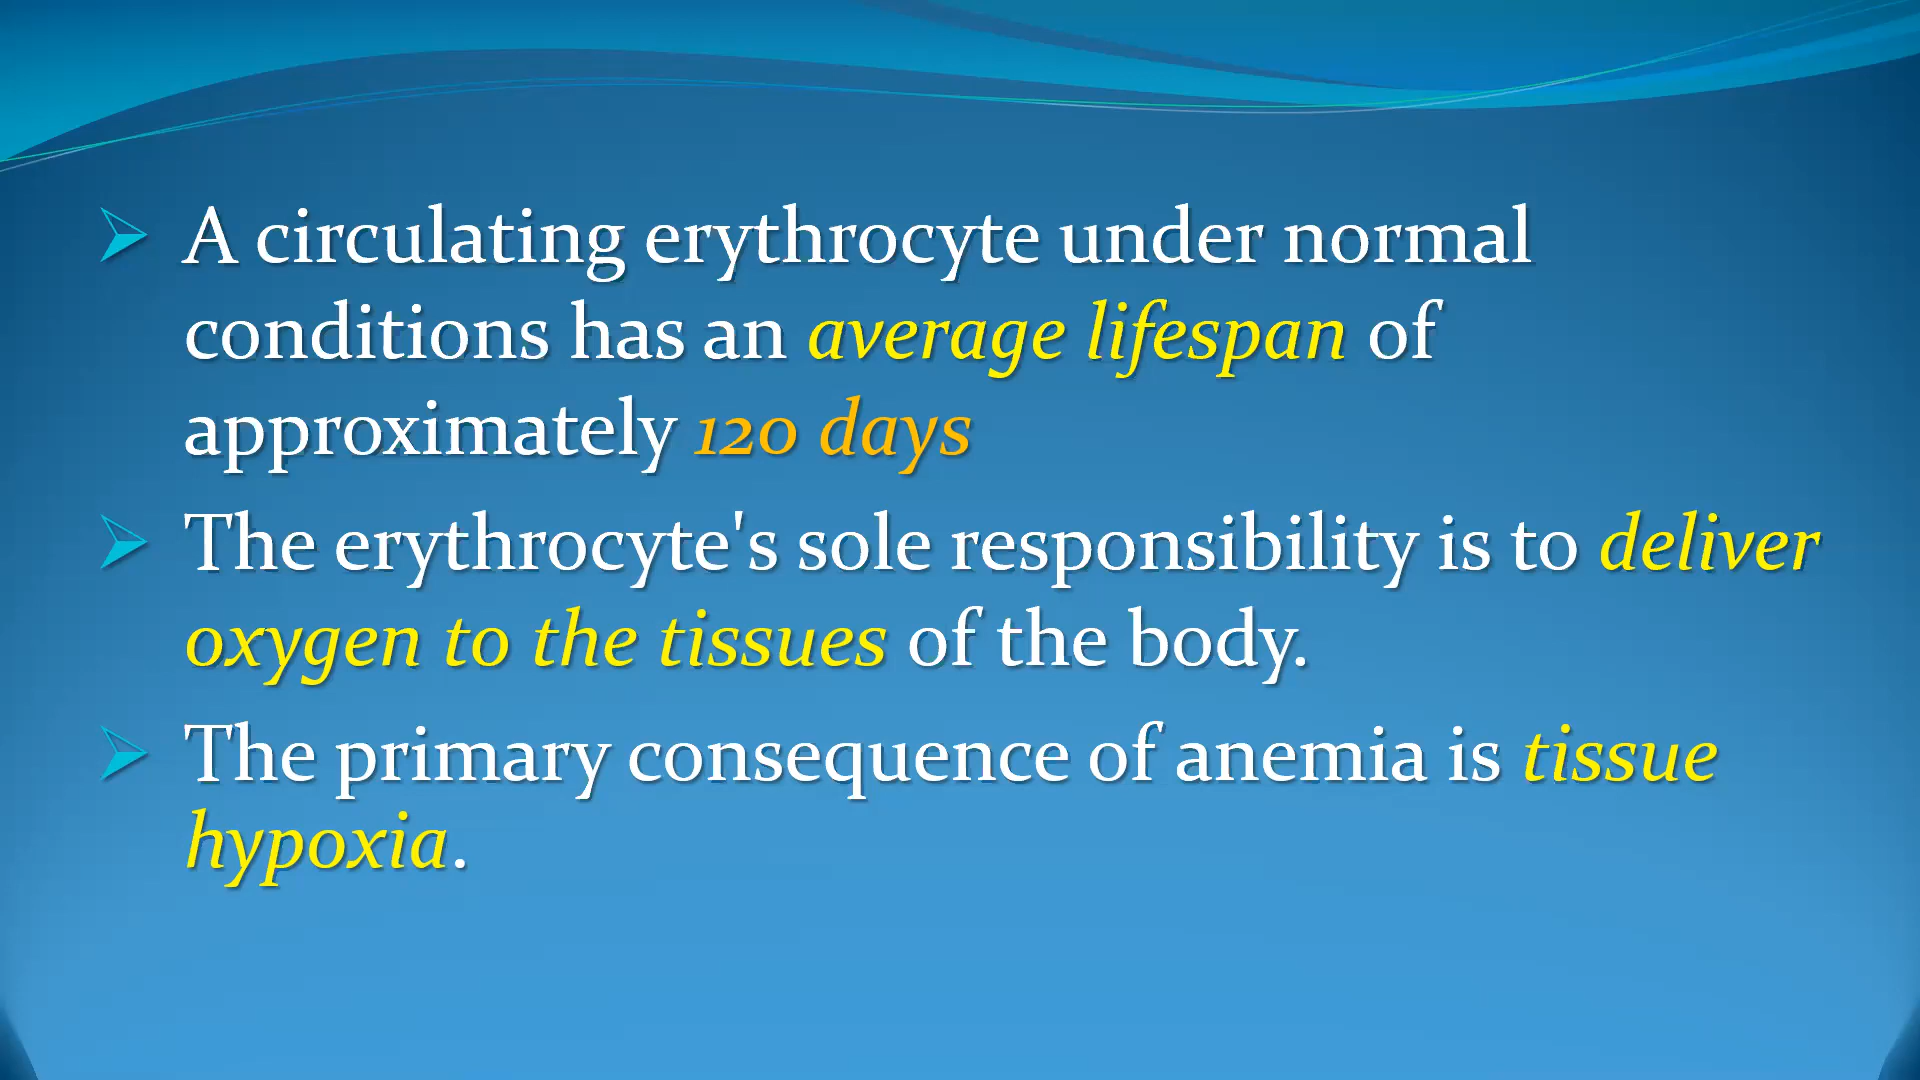 A circulating erythrocyte under normal
conditions has an average lifespan of
approximately 120 days
The erythrocyte's sole responsibility is to deliver
oxygen to the tissues of the body.
The primary consequence of anemia is tissue
hypoxia.